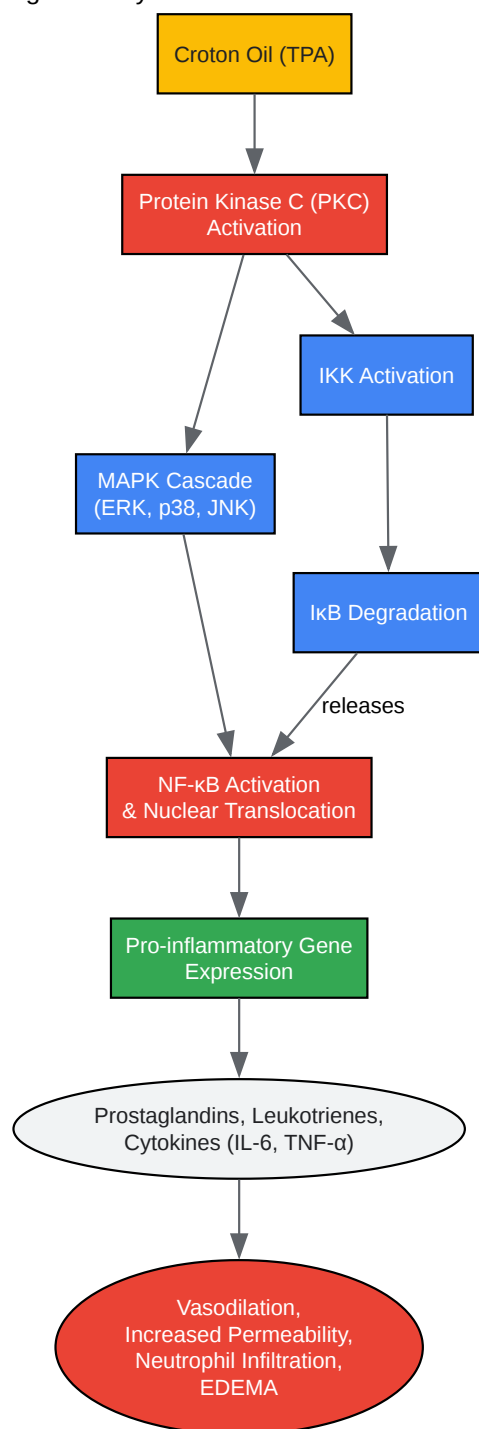 Croton Oil (TPA)
Protein Kinase C (PKC)
Activation
IKK Activation
MAPK Cascade
(ERK, p38, JNK)
IκB Degradation
releases
NF-κB Activation
& Nuclear Translocation
Pro-inflammatory Gene
Expression
Prostaglandins, Leukotrienes,
Cytokines (IL-6, TNF-α)
Vasodilation,
Increased Permeability,
Neutrophil Infiltration,
EDEMA